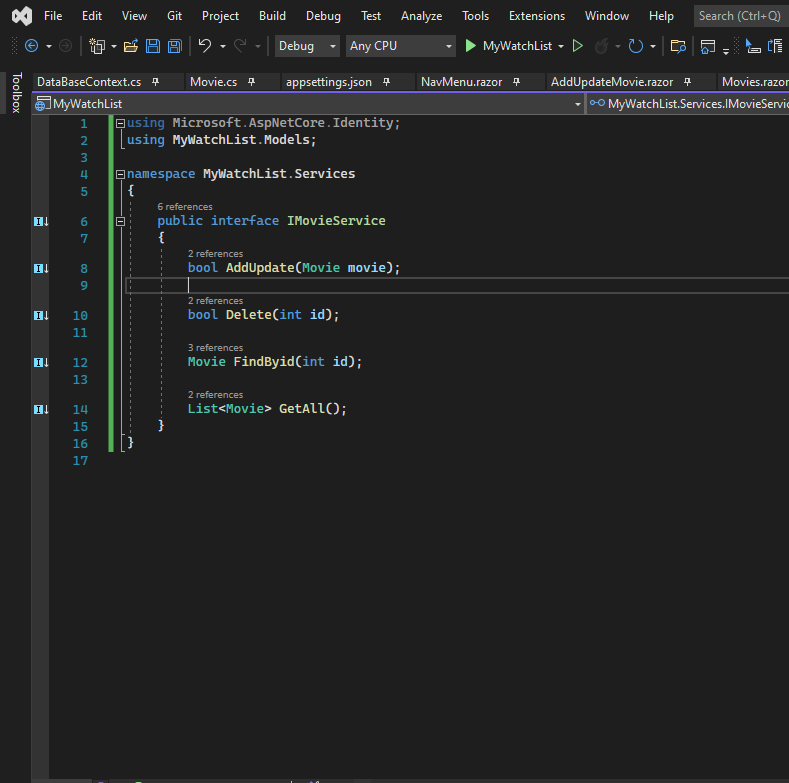 File Edit View Git Project Build Debug Test Analyze Tools Extensions Window Help Search (Ctrl+Q)
Debug Any CPU MyWatchList
Toolbox
DataBaseContext.cs Movie.cs appsettings.json NavMenu.razor AddUpdateMovie.razor Movies.razor
MyWatchList MyWatchList.Services.IMovieServic
1 using Microsoft.AspNetCore.Identity;
2 using MyWatchList.Models;
3
4 namespace MyWatchList.Services
5 {
6 references
6 public interface IMovieService
7 {
2 references
8 bool AddUpdate(Movie movie);
9
2 references
10 bool Delete(int id);
11
3 references
12 Movie FindByid(int id);
13
2 references
14 List<Movie> GetAll();
15 }
16 }
17